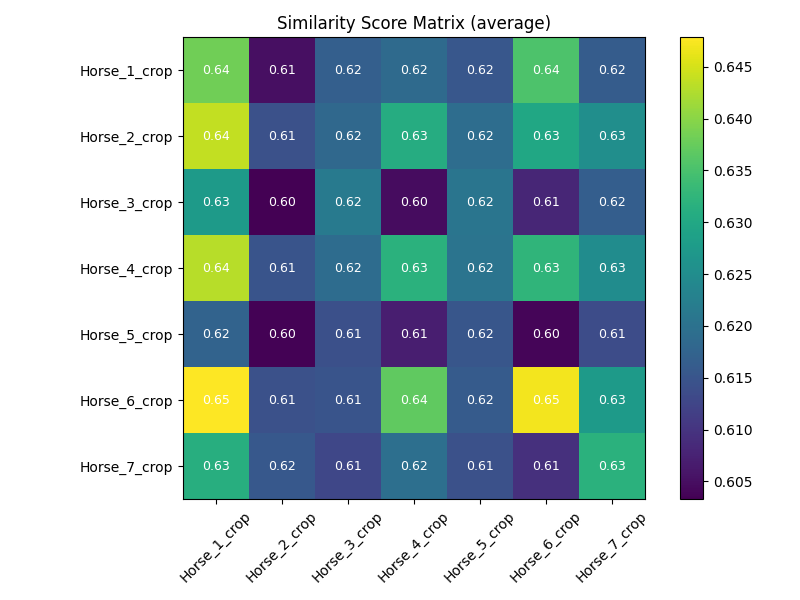 Similarity Score Matrix (average)
Horse_1_crop 0.64 0.61 0.62 0.62 0.62 0.64 0.62
Horse_2_crop 0.64 0.61 0.62 0.63 0.62 0.63 0.63
Horse_3_crop 0.63 0.60 0.62 0.60 0.62 0.61 0.62
Horse_4_crop 0.64 0.61 0.62 0.63 0.62 0.63 0.63
Horse_5_crop 0.62 0.60 0.61 0.61 0.62 0.60 0.61
Horse_6_crop 0.65 0.61 0.61 0.64 0.62 0.65 0.63
Horse_7_crop 0.63 0.62 0.61 0.62 0.61 0.61 0.63
Horse_1_crop Horse_2_crop Horse_3_crop Horse_4_crop Horse_5_crop Horse_6_crop Horse_7_crop
0.645
0.640
0.635
0.630
0.625
0.620
0.615
0.610
0.605